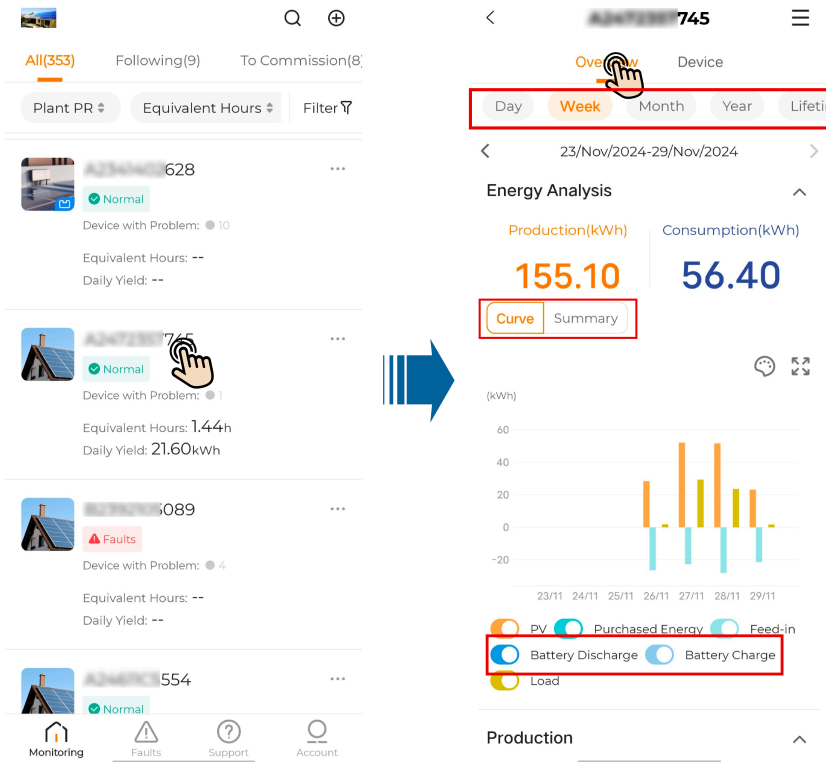 All(353) Following(9) To Commission(8)
Plant PR Equivalent Hours Filter
628
Normal
Device with Problem: 10
Equivalent Hours: --
Daily Yield: --
745
Normal
Device with Problem: 1
Equivalent Hours: 1.44h
Daily Yield: 21.60kWh
5089
Faults
Device with Problem: 4
Equivalent Hours: --
Daily Yield: --
554
Normal
Monitoring Faults Support Account
745
Overview Device
Day Week Month Year Lifeti
23/Nov/2024-29/Nov/2024
Energy Analysis
Production(kWh) Consumption(kWh)
155.10 56.40
Curve Summary
(kWh)
60
40
20
0
-20
23/11 24/11 25/11 26/11 27/11 28/11 29/11
PV Purchased Energy Feed-in
Battery Discharge Battery Charge
Load
Production